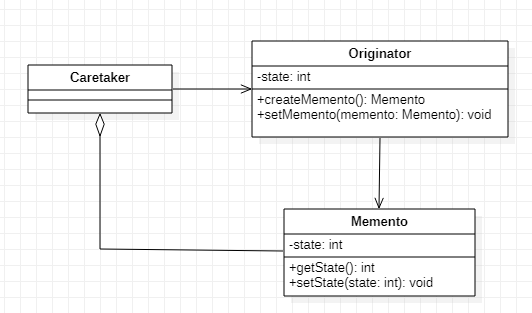 Caretaker
Originator
-state: int
+createMemento(): Memento
+setMemento(memento: Memento): void
Memento
-state: int
+getState(): int
+setState(state: int): void